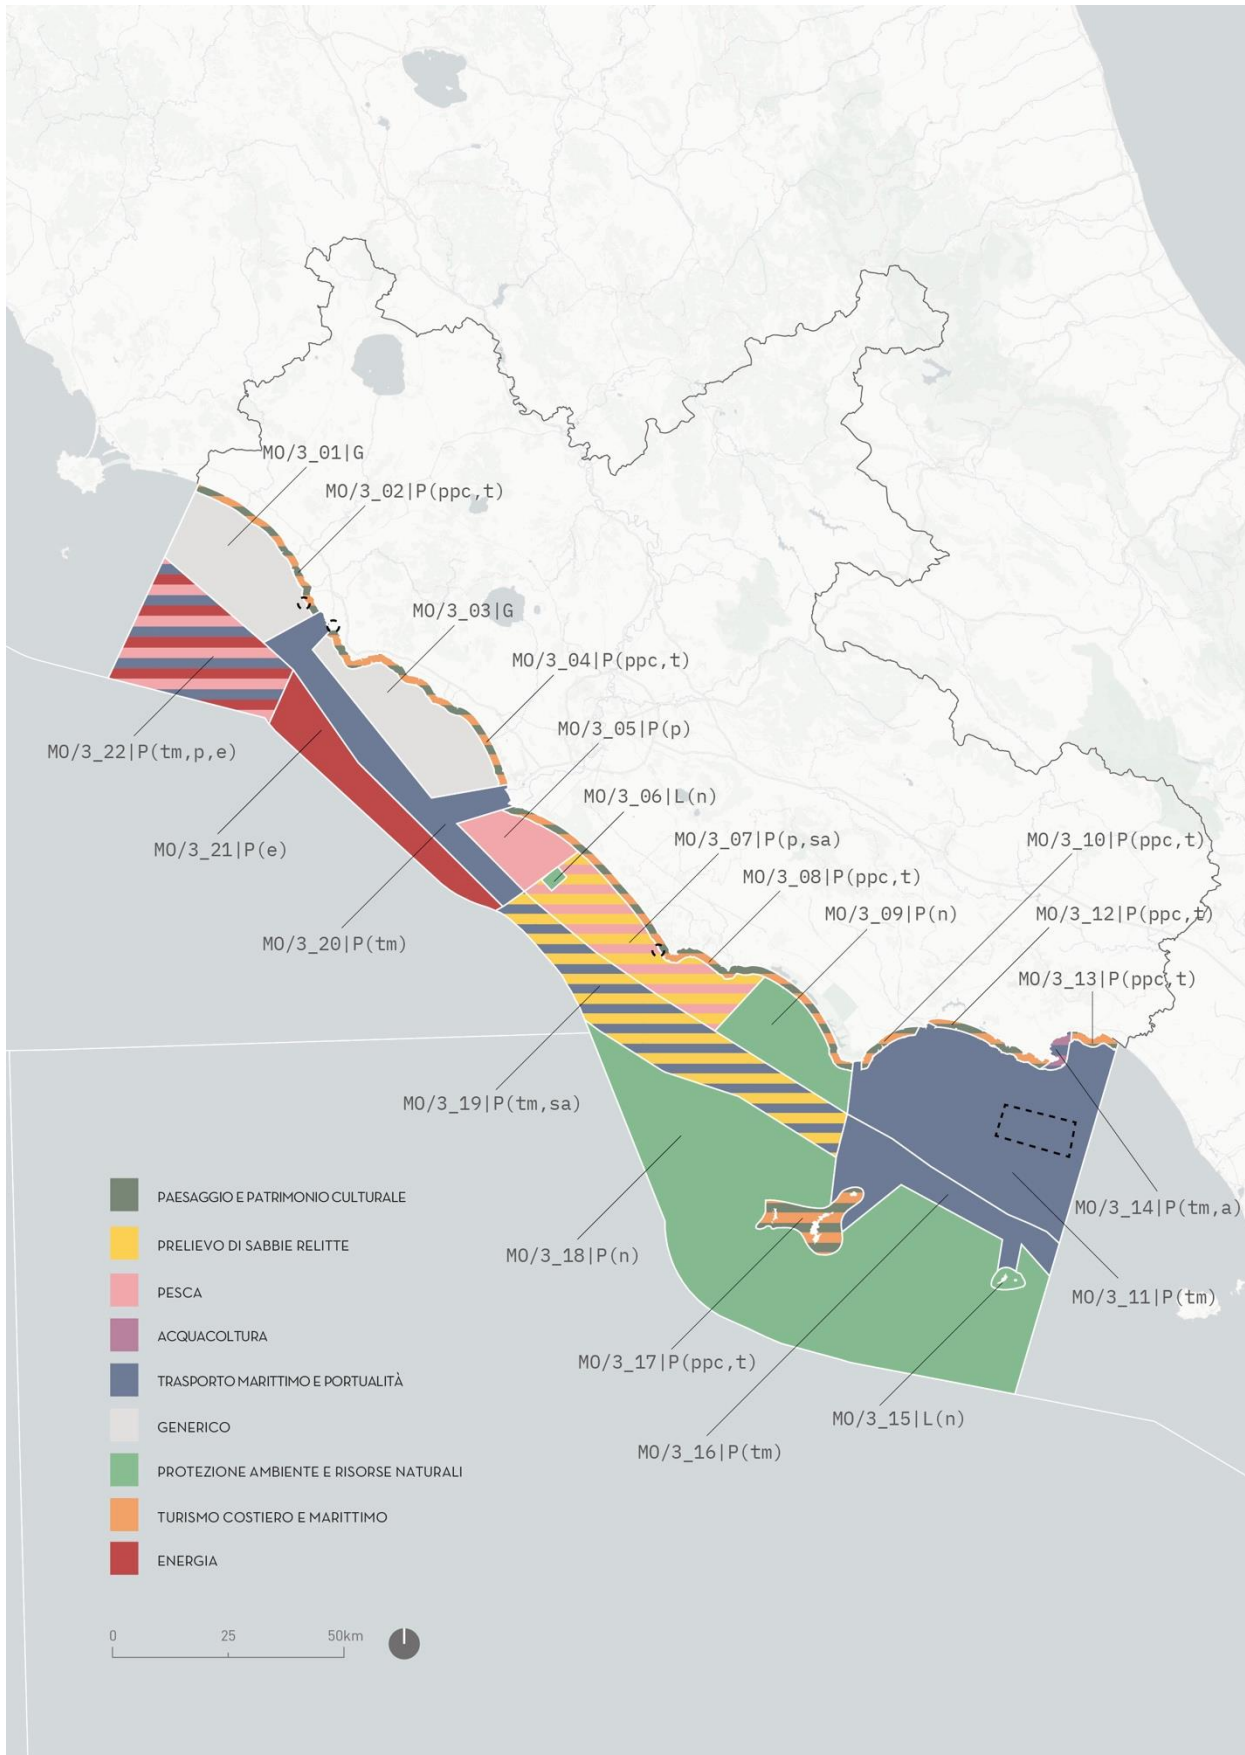 MO/3_01|G
MO/3_02|P(ppc,t)
MO/3_03|G
MO/3_04|P(ppc,t)
MO/3_05|P(p)
MO/3_22|P(tm,p,e)
MO/3_06|L(n)
MO/3_07|P(p,sa)
MO/3_10|P(ppc,t)
MO/3_21|P(e)
MO/3_08|P(ppc,t)
MO/3_09|P(n)
MO/3_12|P(ppc,t)
MO/3_20|P(tm)
MO/3_13|P(ppc,t)
MO/3_19|P(tm,sa)
MO/3_14|P(tm,a)
MO/3_18|P(n)
MO/3_11|P(tm)
MO/3_17|P(ppc,t)
MO/3_15|L(n)
MO/3_16|P(tm)
PAESAGGIO E PATRIMONIO CULTURALE
PRELIEVO DI SABBIE RELITTE
PESCA
ACQUACOLTURA
TRASPORTO MARITTIMO E PORTUALITÀ
GENERICO
PROTEZIONE AMBIENTE E RISORSE NATURALI
TURISMO COSTIERO E MARITTIMO
ENERGIA
0 25 50km